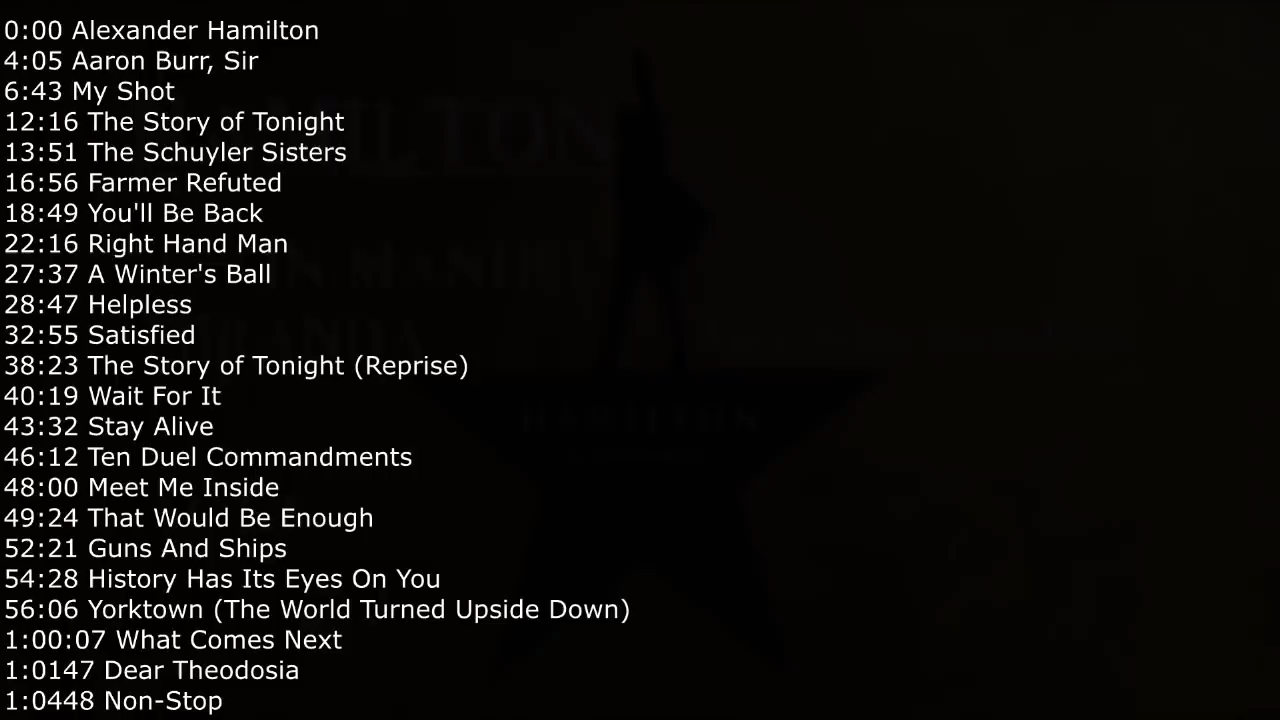 0:00 Alexander Hamilton
4:05 Aaron Burr, Sir
6:43 My Shot
12:16 The Story of Tonight
13:51 The Schuyler Sisters
16:56 Farmer Refuted
18:49 You'll Be Back
22:16 Right Hand Man
27:37 A Winter's Ball
28:47 Helpless
32:55 Satisfied
38:23 The Story of Tonight (Reprise)
40:19 Wait For It
43:32 Stay Alive
46:12 Ten Duel Commandments
48:00 Meet Me Inside
49:24 That Would Be Enough
52:21 Guns And Ships
54:28 History Has Its Eyes On You
56:06 Yorktown (The World Turned Upside Down)
1:00:07 What Comes Next
1:0147 Dear Theodosia
1:0448 Non-Stop
HAMILTON